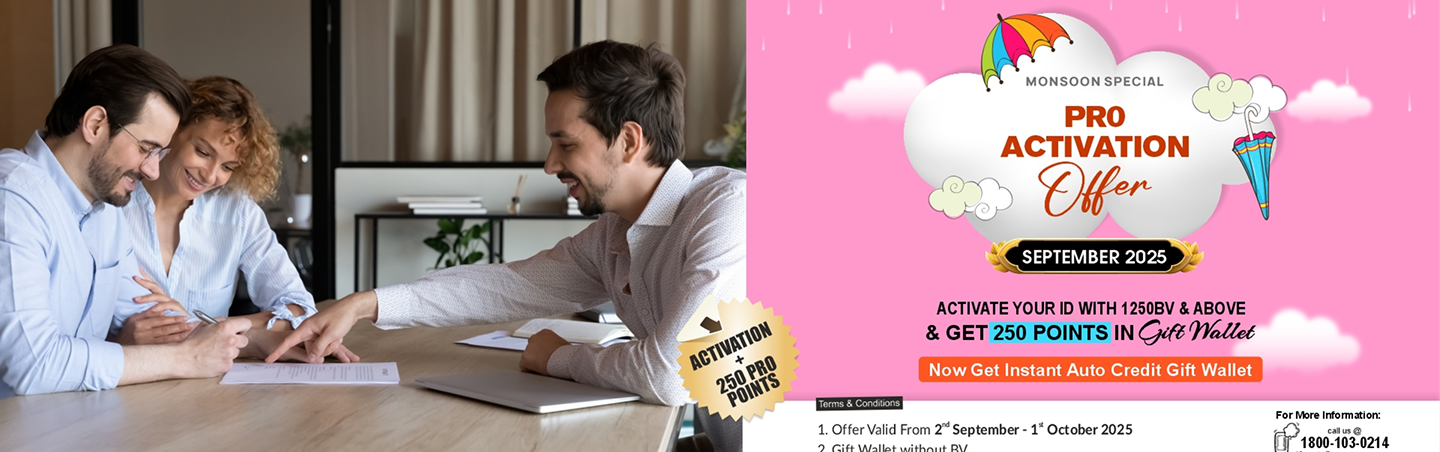 MONSOON SPECIAL
PRO
ACTIVATION
Offer
SEPTEMBER 2025
ACTIVATE YOUR ID WITH 1250BV & ABOVE
& GET 250 POINTS IN Gift Wallet
Now Get Instant Auto Credit Gift Wallet
ACTIVATION
+
250 PRO
POINTS
Terms & Conditions
1. Offer Valid From 2nd September - 1st October 2025
2. Gift Wallet without BV
For More Information:
call us @
1800-103-0214